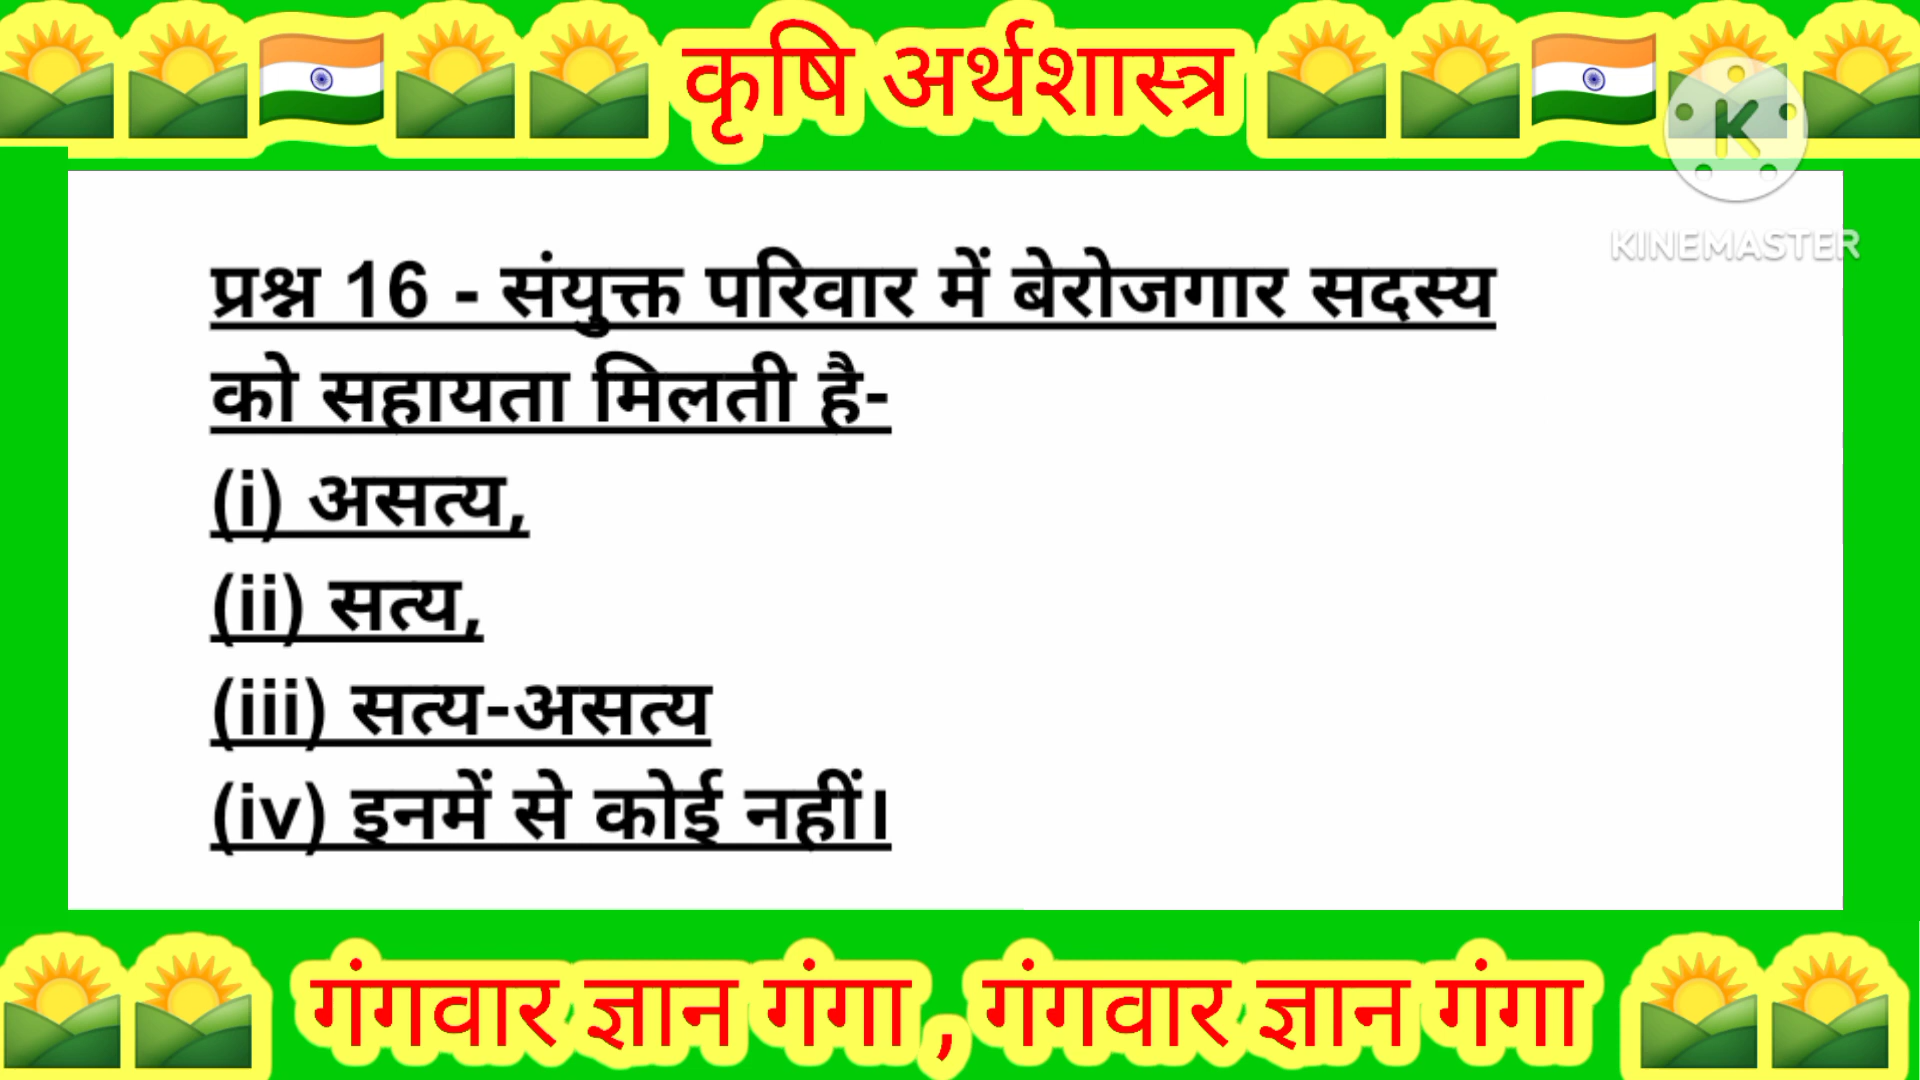 कृषि अर्थशास्त्र
KINEMASTER
प्रश्न 16 - संयुक्त परिवार में बेरोजगार सदस्य
को सहायता मिलती है-
(i) असत्य,
(ii) सत्य,
(iii) सत्य-असत्य
(iv) इनमें से कोई नहीं।
गंगवार ज्ञान गंगा , गंगवार ज्ञान गंगा